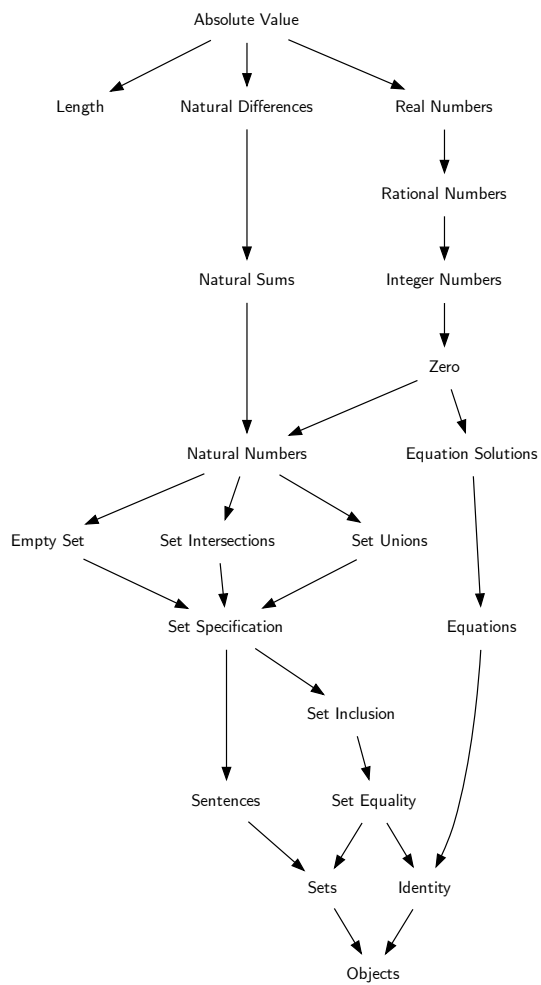 Absolute Value
Length
Natural Differences
Real Numbers
Rational Numbers
Natural Sums
Integer Numbers
Zero
Natural Numbers
Equation Solutions
Empty Set
Set Intersections
Set Unions
Set Specification
Equations
Set Inclusion
Sentences
Set Equality
Sets
Identity
Objects